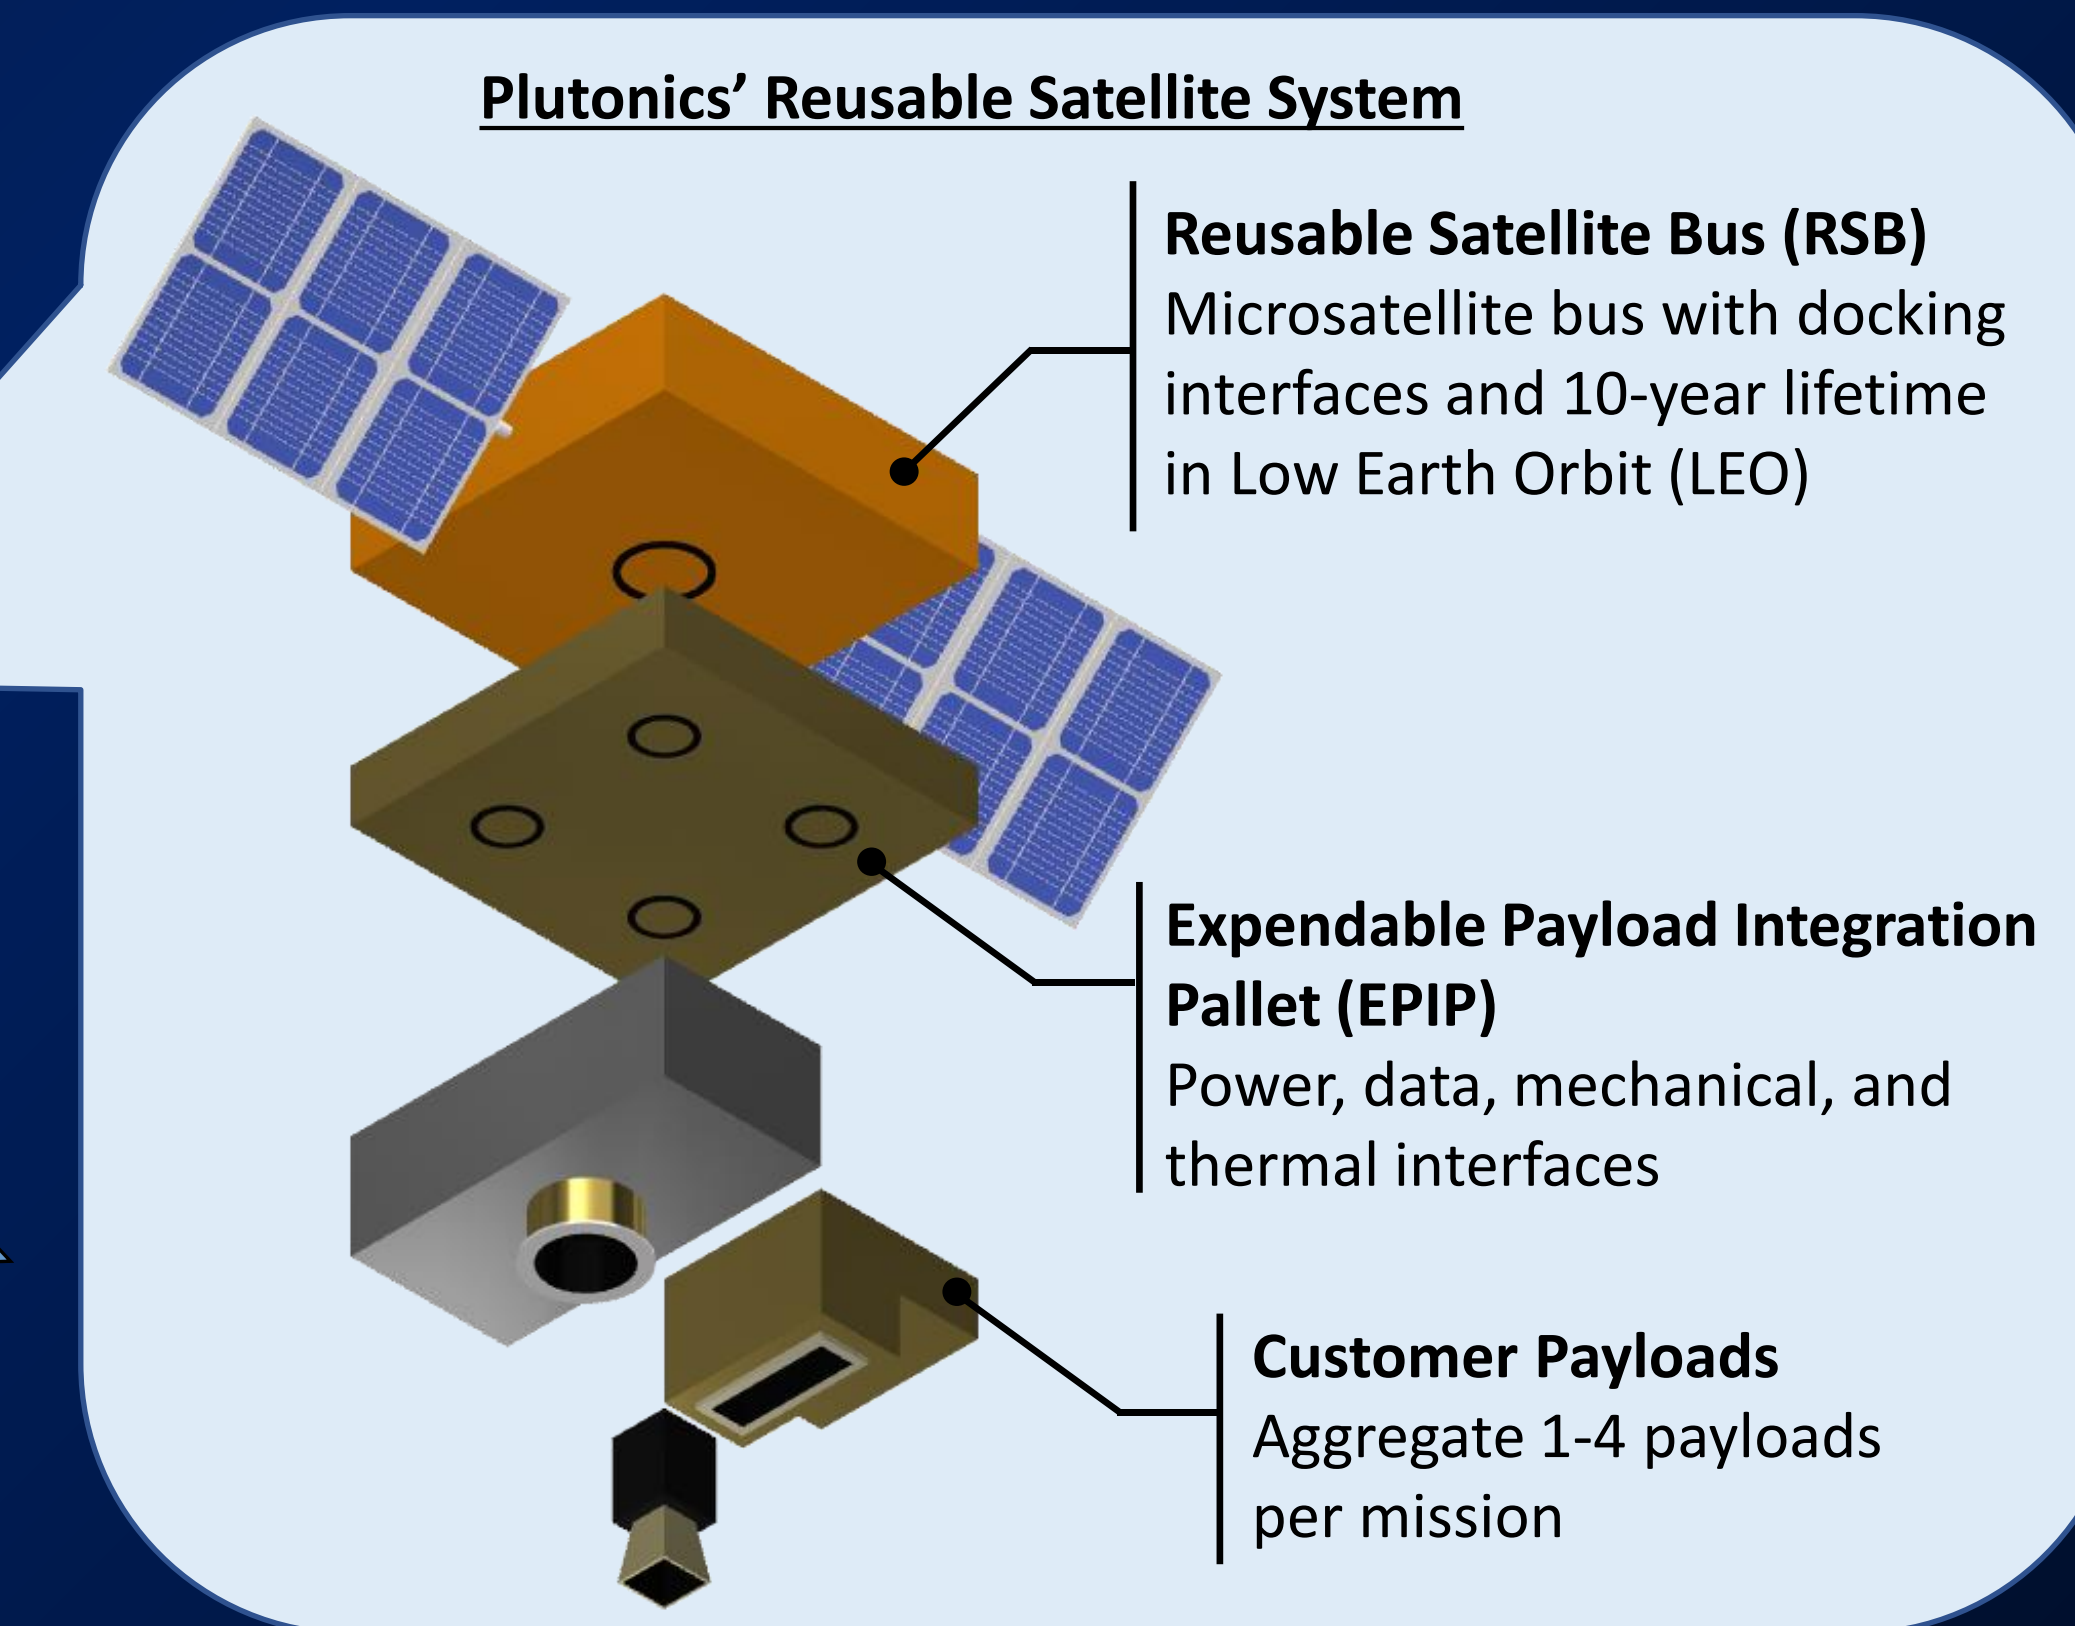 Plutonics’ Reusable Satellite System
Reusable Satellite Bus (RSB)
Microsatellite bus with docking
interfaces and 10-year lifetime
in Low Earth Orbit (LEO)
Expendable Payload Integration
Pallet (EPIP)
Power, data, mechanical, and
thermal interfaces
Customer Payloads
Aggregate 1-4 payloads
per mission